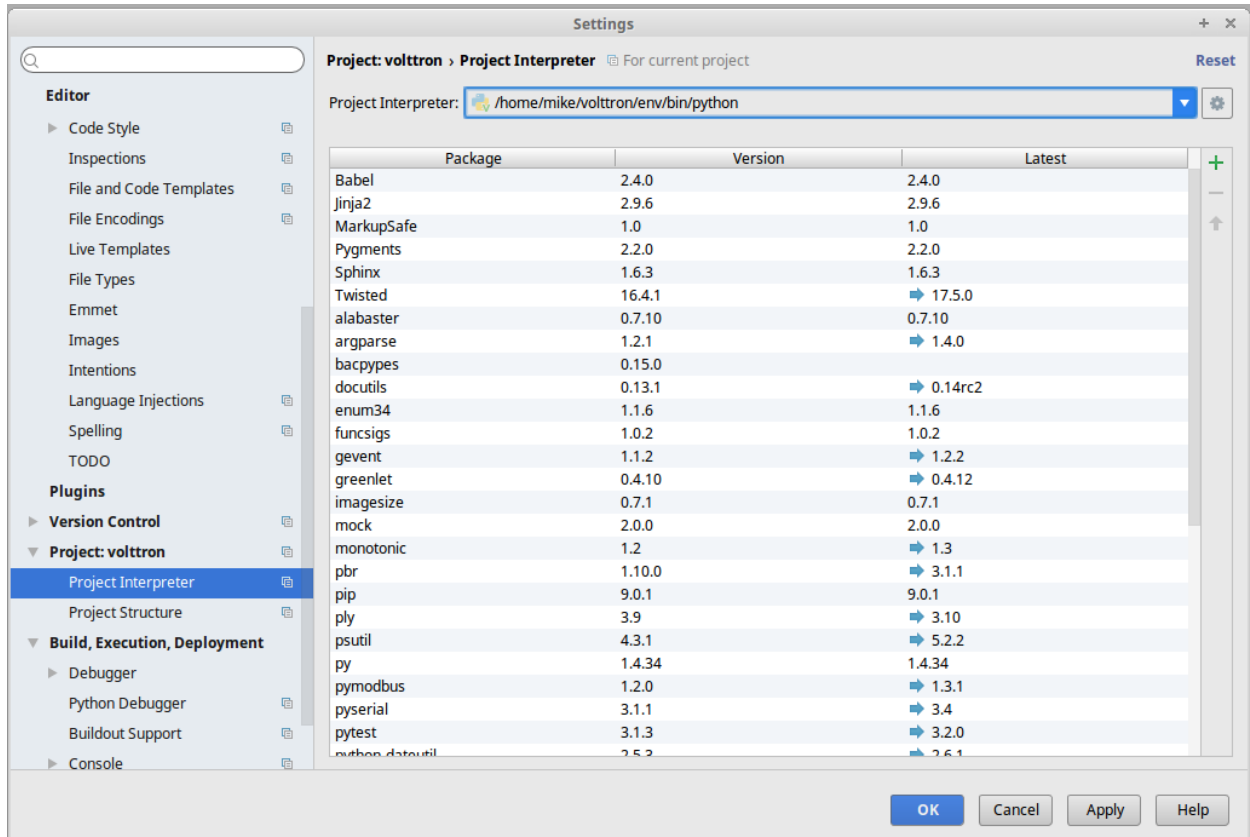 Settings
Project: volttron › Project Interpreter For current project Reset
Editor
Code Style
Inspections
File and Code Templates
File Encodings
Live Templates
File Types
Emmet
Images
Intentions
Language Injections
Spelling
TODO
Plugins
Version Control
Project: volttron
Project Interpreter
Project Structure
Build, Execution, Deployment
Debugger
Python Debugger
Buildout Support
Console
Project Interpreter: /home/mike/volttron/env/bin/python
Package Version Latest
Babel 2.4.0 2.4.0
Jinja2 2.9.6 2.9.6
MarkupSafe 1.0 1.0
Pygments 2.2.0 2.2.0
Sphinx 1.6.3 1.6.3
Twisted 16.4.1 17.5.0
alabaster 0.7.10 0.7.10
argparse 1.2.1 1.4.0
bacpypes 0.15.0
docutils 0.13.1 0.14rc2
enum34 1.1.6 1.1.6
funcsigs 1.0.2 1.0.2
gevent 1.1.2 1.2.2
greenlet 0.4.10 0.4.12
imagesize 0.7.1 0.7.1
mock 2.0.0 2.0.0
monotonic 1.2 1.3
pbr 1.10.0 3.1.1
pip 9.0.1 9.0.1
ply 3.9 3.10
psutil 4.3.1 5.2.2
py 1.4.34 1.4.34
pymodbus 1.2.0 1.3.1
pyserial 3.1.1 3.4
pytest 3.1.3 3.2.0
python-dateutil 2.5.3 2.6.1
OK Cancel Apply Help